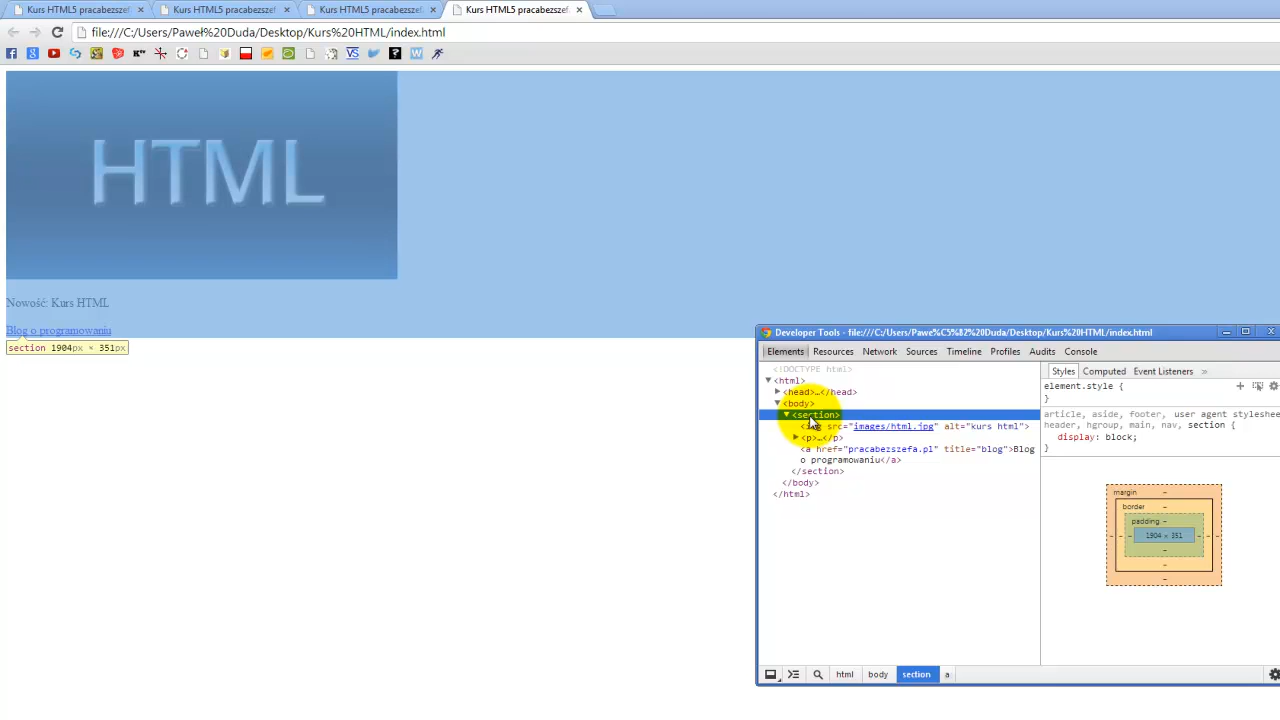 Kurs HTML5 pracabezszef
Kurs HTML5 pracabezszef
Kurs HTML5 pracabezszef
Kurs HTML5 pracabezszef
file:///C:/Users/Paweł%20Duda/Desktop/Kurs%20HTML/index.html
HTML
Nowość: Kurs HTML
Blog o programowaniu
section 1904px × 351px
Developer Tools - file:///C:/Users/Pawe%C5%82%20Duda/Desktop/Kurs%20HTML/index.html
Elements Resources Network Sources Timeline Profiles Audits Console
<!DOCTYPE html>
<html>
<head>…</head>
<body>
<section>
src="images/html.jpg" alt="kurs html">
<p>…</p>
<a href="pracabezszefa.pl" title="blog">Blog
o programowaniu</a>
</section>
</body>
</html>
Styles Computed Event Listeners »
element.style {
}
article, aside, footer, user agent styleshee
header, hgroup, main, nav, section {
display: block;
}
margin –
border –
padding –
1904 × 351
html body section a